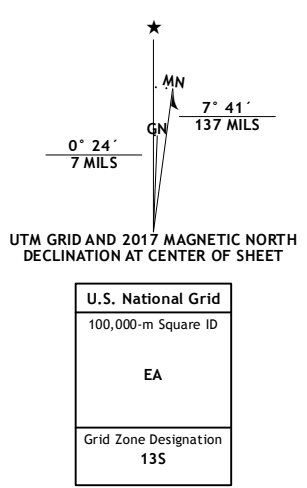 ★
MN
GN
7° 41´
137 MILS
0° 24´
7 MILS
UTM GRID AND 2017 MAGNETIC NORTH
DECLINATION AT CENTER OF SHEET
U.S. National Grid
100,000-m Square ID
EA
Grid Zone Designation
13S